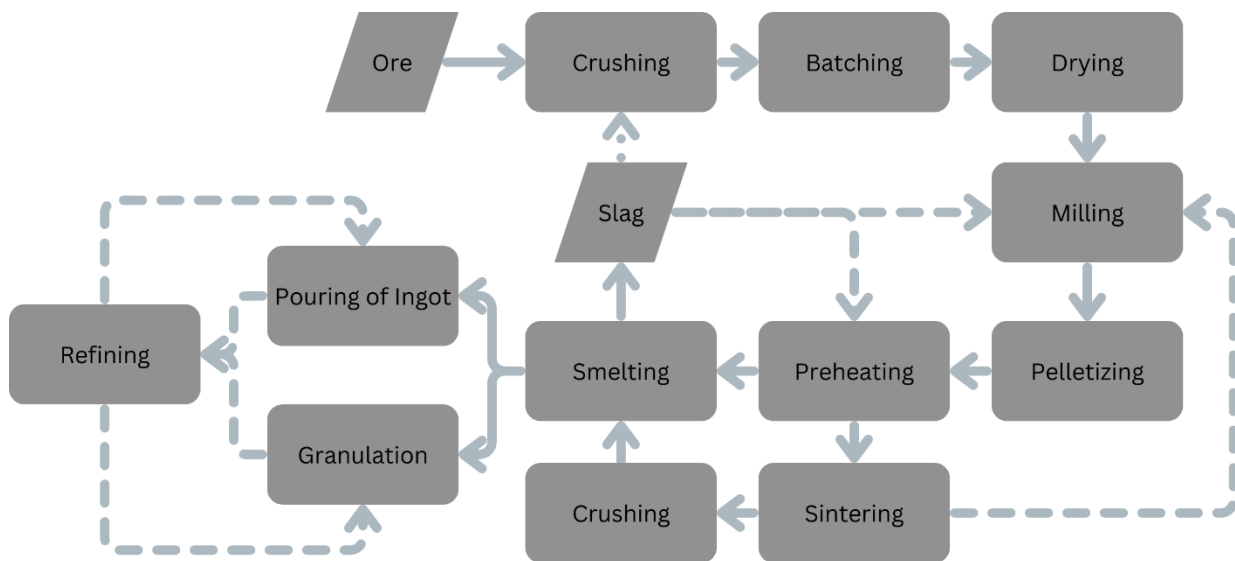 Ore
Crushing
Batching
Drying
Slag
Milling
Pouring of Ingot
Refining
Smelting
Preheating
Pelletizing
Granulation
Crushing
Sintering